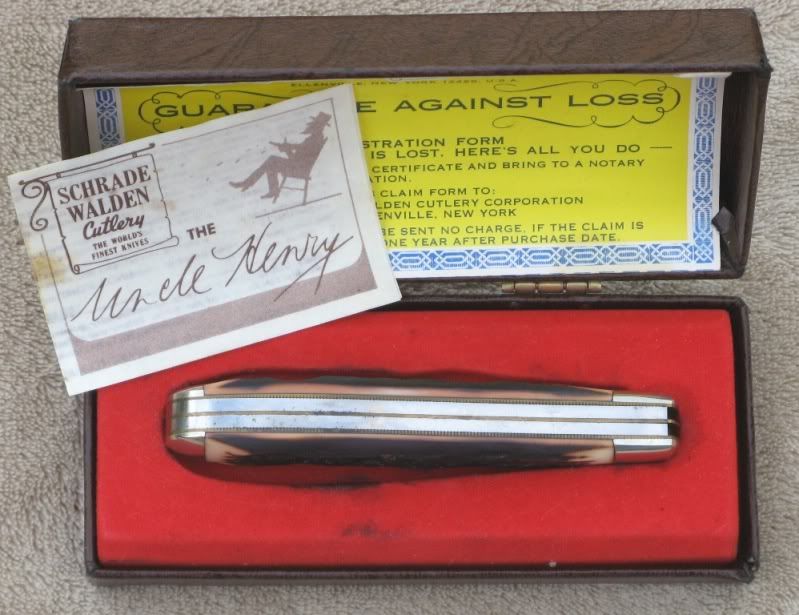 ELLENVILLE, NEW YORK 12428, U.S.A.
GUARA E AGAINST LOSS
STRATION FORM
IS LOST. HERE'S ALL YOU DO —
CERTIFICATE AND BRING TO A NOTARY
ATION.
CLAIM FORM TO:
LDEN CUTLERY CORPORATION
ENVILLE, NEW YORK
BE SENT NO CHARGE, IF THE CLAIM IS
ONE YEAR AFTER PURCHASE DATE.
SCHRADE
WALDEN
Cutlery
THE WORLD'S
FINEST KNIVES
THE
Uncle Henry